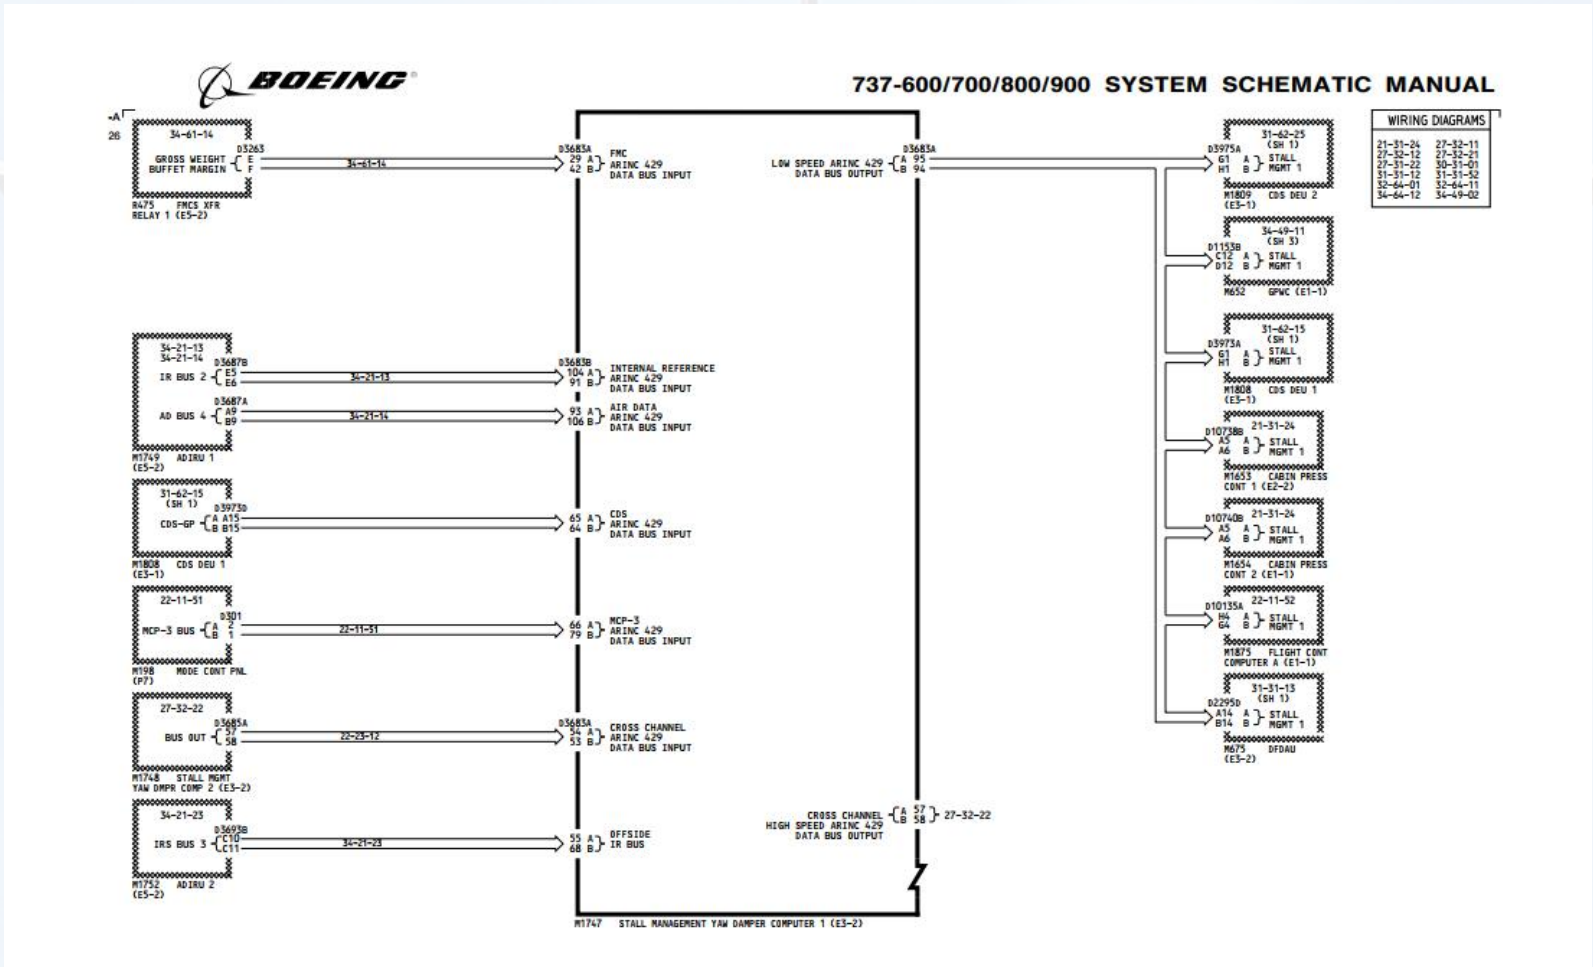 BOEING®
737-600/700/800/900 SYSTEM SCHEMATIC MANUAL
-A
26
34-61-14
D3263
GROSS WEIGHT E
BUFFET MARGIN F
R475 FMCS XFR
RELAY 1 (E5-2)
34-61-14
D3683A
29 A
42 B
FMC
ARINC 429
DATA BUS INPUT
34-21-13
34-21-14
D3687B
IR BUS 2 E5
E6
D3687A
AD BUS 4 A9
B9
M1749 ADIRU 1
(E5-2)
34-21-13
34-21-14
D3683B
104 A
91 B
INTERNAL REFERENCE
ARINC 429
DATA BUS INPUT
93 A
106 B
AIR DATA
ARINC 429
DATA BUS INPUT
31-62-15
(SH 1)
D3973D
CDS-GP A A15
B B15
M1808 CDS DEU 1
(E3-1)
65 A
64 B
CDS
ARINC 429
DATA BUS INPUT
22-11-51
D301
MCP-3 BUS A 2
B 1
M198 MODE CONT PNL
(P7)
22-11-51
66 A
79 B
MCP-3
ARINC 429
DATA BUS INPUT
27-32-22
D3685A
BUS OUT 57
58
M1748 STALL MGMT
YAW DMPR COMP 2 (E3-2)
22-23-12
D3683A
54 A
53 B
CROSS CHANNEL
ARINC 429
DATA BUS INPUT
34-21-23
D3693B
IRS BUS 3 C10
C11
M1752 ADIRU 2
(E5-2)
34-21-23
55 A
68 B
OFFSIDE
IR BUS
D3683A
LOW SPEED ARINC 429 A 95
DATA BUS OUTPUT B 94
CROSS CHANNEL A 57
HIGH SPEED ARINC 429 B 58
DATA BUS OUTPUT
27-32-22
M1747 STALL MANAGEMENT YAW DAMPER COMPUTER 1 (E3-2)
31-62-25
(SH 1)
D3975A
G1 A STALL
H1 B MGMT 1
M1809 CDS DEU 2
(E3-1)
34-49-11
(SH 3)
D1153B
C12 A STALL
D12 B MGMT 1
M652 GPWC (E1-1)
31-62-15
(SH 1)
D3973A
G1 A STALL
H1 B MGMT 1
M1808 CDS DEU 1
(E3-1)
21-31-24
D10738B
A5 A STALL
A6 B MGMT 1
M1653 CABIN PRESS
CONT 1 (E2-2)
21-31-24
D10740B
A5 A STALL
A6 B MGMT 1
M1654 CABIN PRESS
CONT 2 (E1-1)
22-11-52
D10135A
H4 A STALL
G4 B MGMT 1
M1875 FLIGHT CONT
COMPUTER A (E1-1)
31-31-13
(SH 1)
D2295D
A14 A STALL
B14 B MGMT 1
M675 DFDAU
(E3-2)
WIRING DIAGRAMS
21-31-24 27-32-11
27-32-12 27-32-21
27-31-22 30-31-01
31-31-12 31-31-52
32-64-01 32-64-11
34-64-12 34-49-02